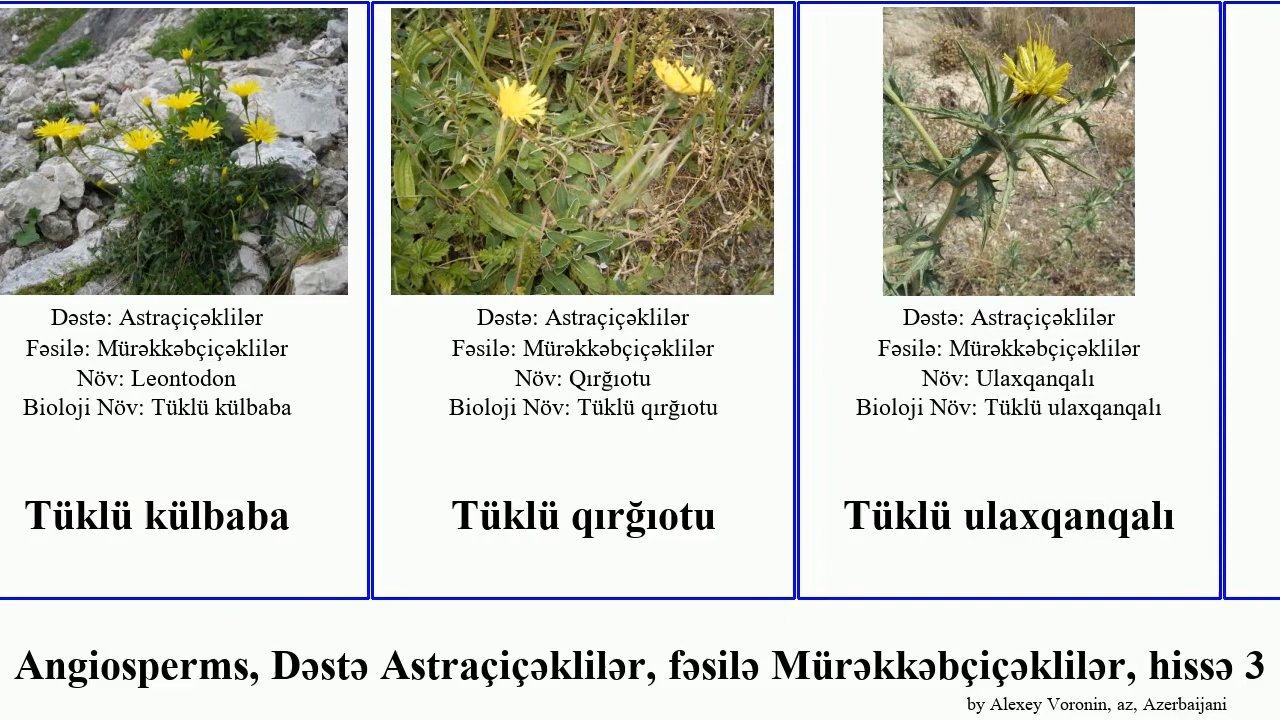 Dəstə: Astraçiçəklilər
Fəsilə: Mürəkkəbçiçəklilər
Növ: Leontodon
Bioloji Növ: Tüklü külbaba
Tüklü külbaba
Dəstə: Astraçiçəklilər
Fəsilə: Mürəkkəbçiçəklilər
Növ: Qırğıotu
Bioloji Növ: Tüklü qırğıotu
Tüklü qırğıotu
Dəstə: Astraçiçəklilər
Fəsilə: Mürəkkəbçiçəklilər
Növ: Ulaxqanqalı
Bioloji Növ: Tüklü ulaxqanqalı
Tüklü ulaxqanqalı
Angiosperms, Dəstə Astraçiçəklilər, fəsilə Mürəkkəbçiçəklilər, hissə 3
by Alexey Voronin, az, Azerbaijani